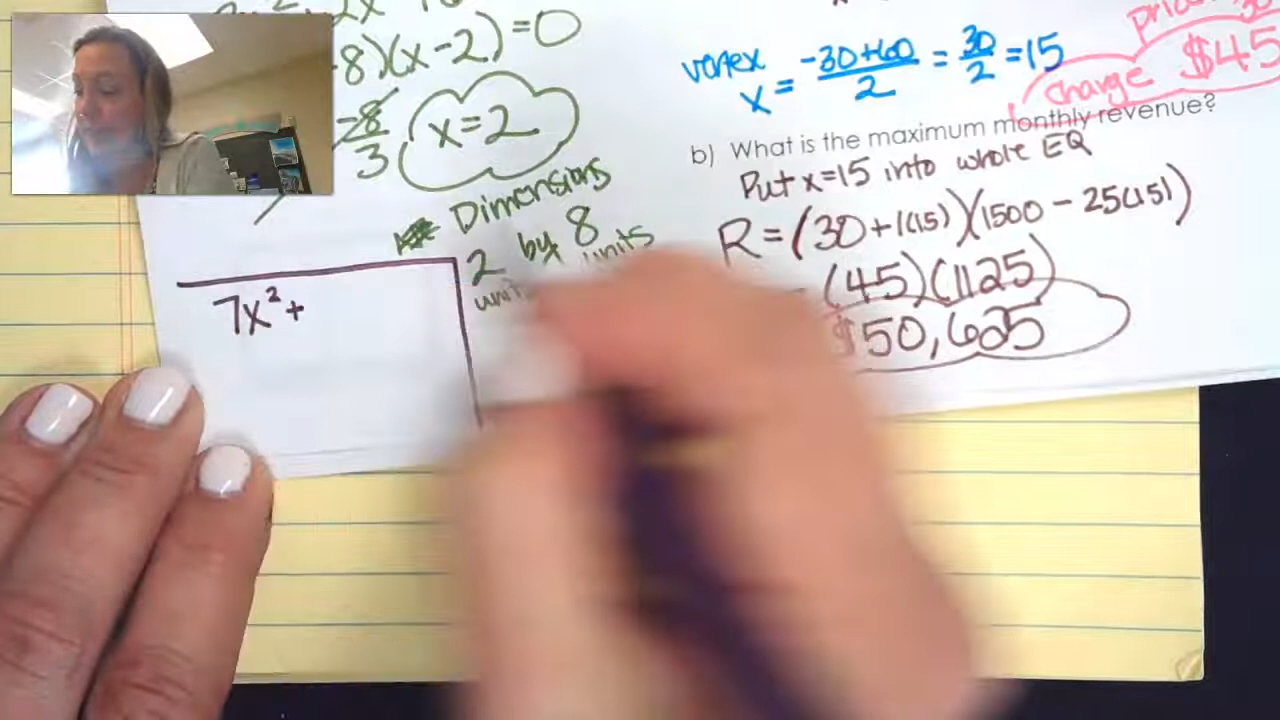 -8)(x-2)=0
-8/3
x=2
Dimensions
2 by 8
units units
7x²+
vertex
x = (-30+60)/2 = 30/2 = 15
charge $45
b) What is the maximum monthly revenue?
Put x=15 into whole EQ
R=(30+1(15))(1500-25(15))
(45)(1125)
$50,625